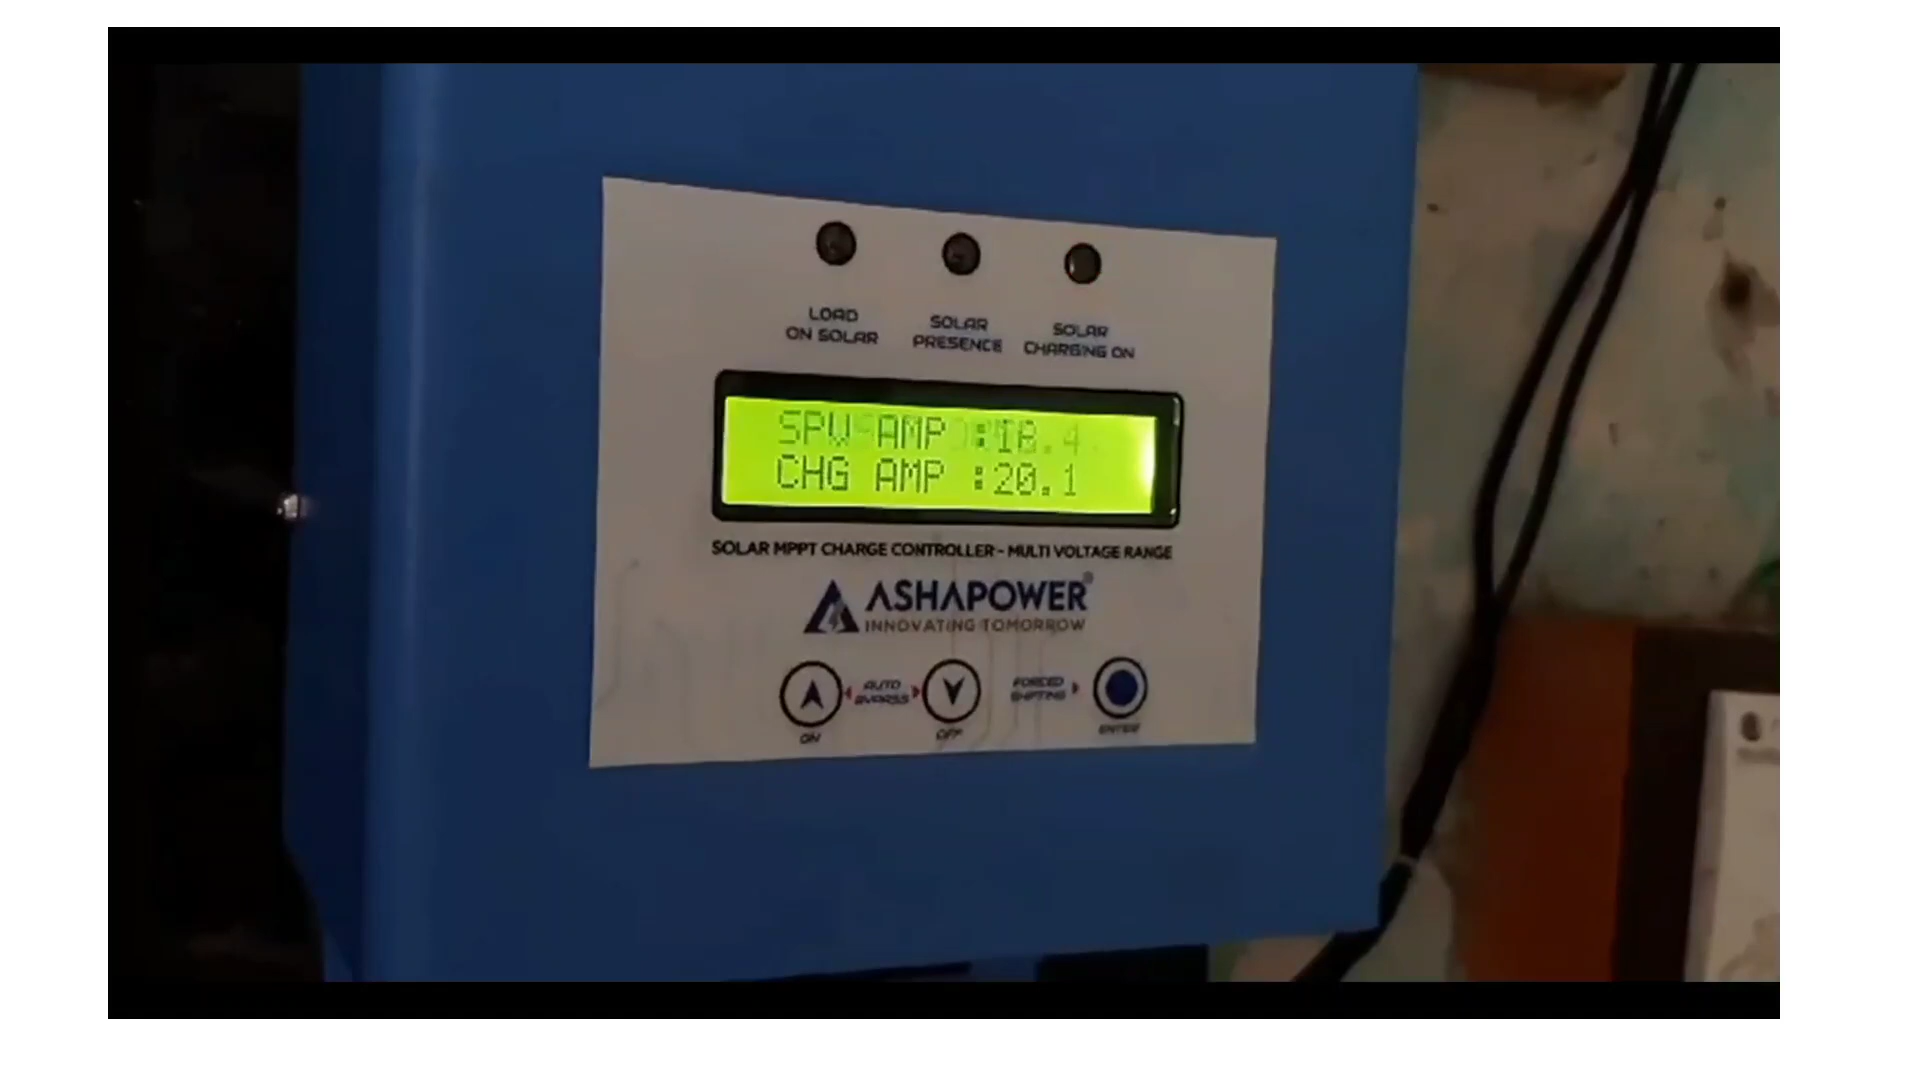 LOAD
ON SOLAR
SOLAR
PRESENCE
SOLAR
CHARGING ON
SPV AMP :18.4
CHG AMP :20.1
SOLAR MPPT CHARGE CONTROLLER - MULTI VOLTAGE RANGE
ASHAPOWER®
INNOVATING TOMORROW
AUTO
BYPASS
FORCED
SHIFTING
ON
OFF
ENTER